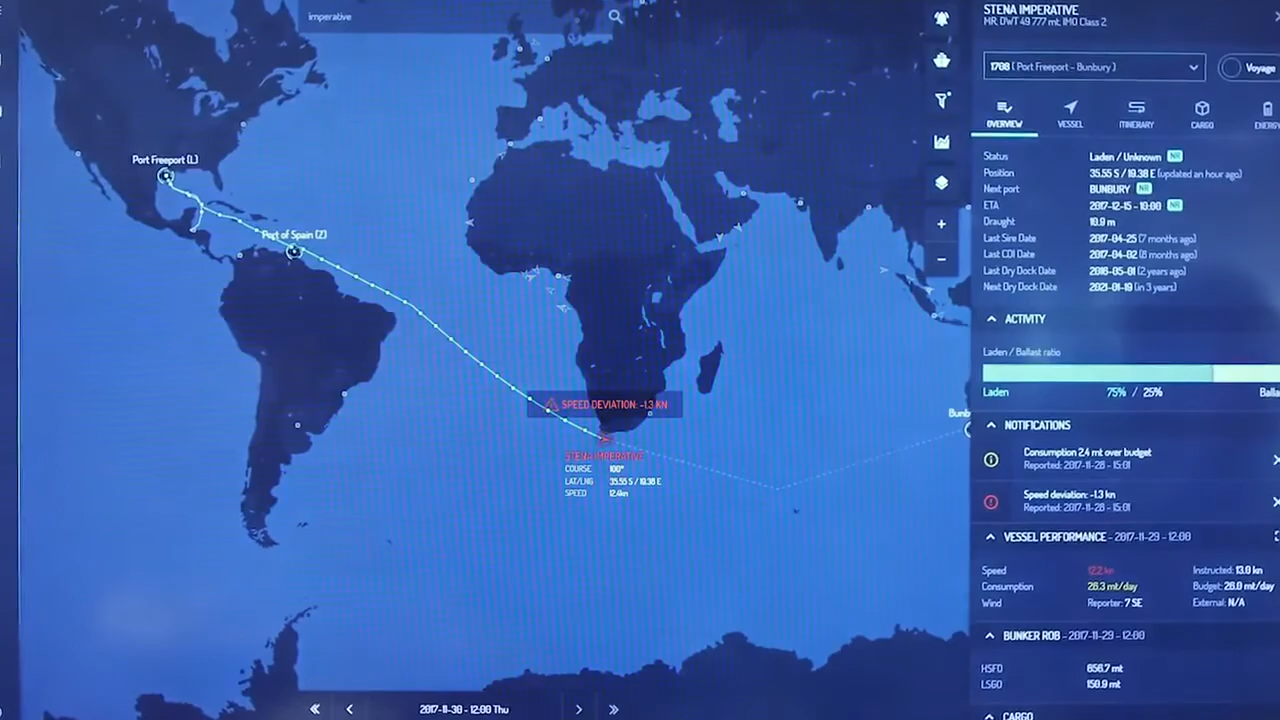 imperative
Port Freeport (L)
Port of Spain (Z)
SPEED DEVIATION: -1.3 KN
STENA IMPERATIVE
COURSE 100°
LAT/LNG 35.55 S / 19.38 E
SPEED 12.4kn
Bunb
2017-11-30 - 12:00 Thu
STENA IMPERATIVE
MR, DWT 49 777 mt, IMO Class 2
1708 ( Port Freeport - Bunbury )
Voyage
OVERVIEW
VESSEL
ITINERARY
CARGO
ENERGY
Status Laden / Unknown NR
Position 35.55 S / 19.38 E (updated an hour ago)
Next port BUNBURY NR
ETA 2017-12-15 - 10:00 NR
Draught 10.9 m
Last Sire Date 2017-04-25 (7 months ago)
Last CDI Date 2017-04-02 (8 months ago)
Last Dry Dock Date 2016-05-01 (2 years ago)
Next Dry Dock Date 2021-01-19 (in 3 years)
ACTIVITY
Laden / Ballast ratio
Laden 75% / 25% Balla
NOTIFICATIONS
Consumption 2.4 mt over budget
Reported: 2017-11-28 - 15:01
Speed deviation: -1.3 kn
Reported: 2017-11-28 - 15:01
VESSEL PERFORMANCE - 2017-11-29 - 12:00
Speed 12.2 kn Instructed: 13.0 kn
Consumption 28.3 mt/day Budget: 26.0 mt/day
Wind Reporter: 7 SE External: N/A
BUNKER ROB - 2017-11-29 - 12:00
HSFO 656.7 mt
LSGO 150.9 mt
CARGO